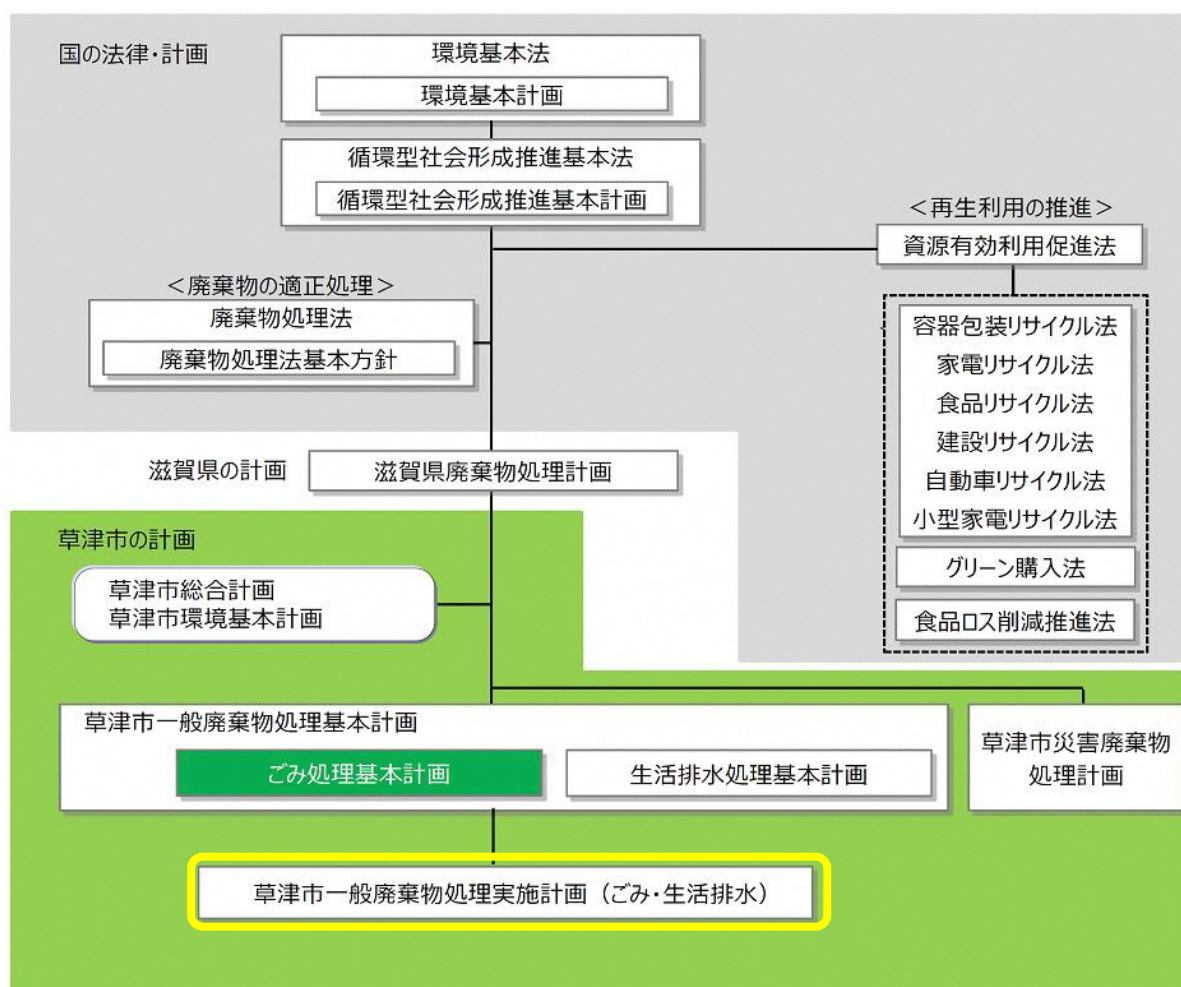 国の法律・計画
環境基本法
環境基本計画
循環型社会形成推進基本法
循環型社会形成推進基本計画
＜再生利用の推進＞
資源有効利用促進法
＜廃棄物の適正処理＞
廃棄物処理法
廃棄物処理法基本方針
容器包装リサイクル法
家電リサイクル法
食品リサイクル法
建設リサイクル法
自動車リサイクル法
小型家電リサイクル法
グリーン購入法
食品ロス削減推進法
滋賀県の計画
滋賀県廃棄物処理計画
草津市の計画
草津市総合計画
草津市環境基本計画
草津市一般廃棄物処理基本計画
ごみ処理基本計画
生活排水処理基本計画
草津市災害廃棄物
処理計画
草津市一般廃棄物処理実施計画（ごみ・生活排水）